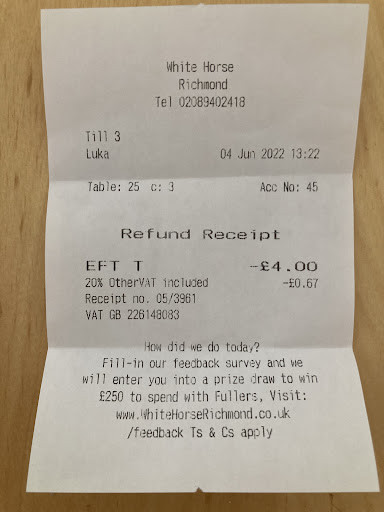 White Horse
Richmond
Tel 02089402418
Till 3
Luka 04 Jun 2022 13:22
Table: 25 c: 3 Acc No: 45
Refund Receipt
EFT T -£4.00
20% OtherVAT included -£0.67
Receipt no. 05/3961
VAT GB 226148083
How did we do today?
Fill-in our feedback survey and we
will enter you into a prize draw to win
£250 to spend with Fullers, Visit:
www.WhiteHorseRichmond.co.uk
/feedback Ts & Cs apply